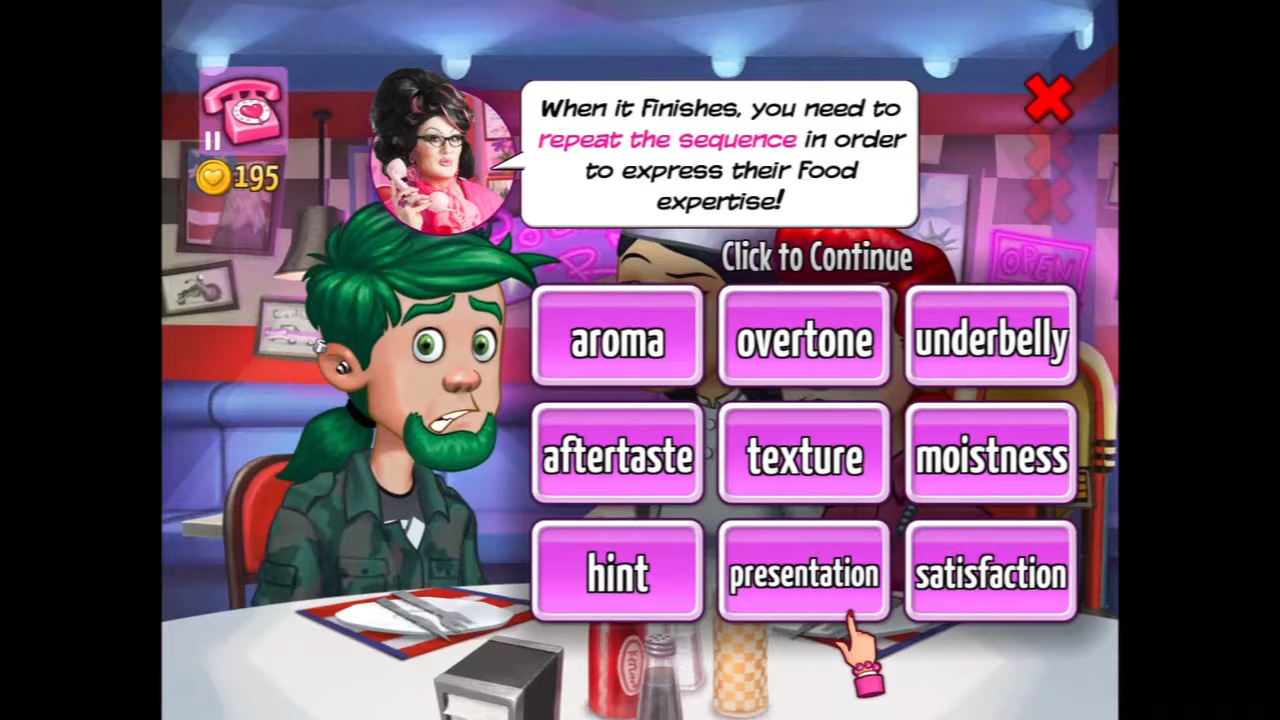 When it finishes, you need to
repeat the sequence in order
to express their food
expertise!
195
Click to Continue
OPEN
aroma
overtone
underbelly
aftertaste
texture
moistness
hint
presentation
satisfaction